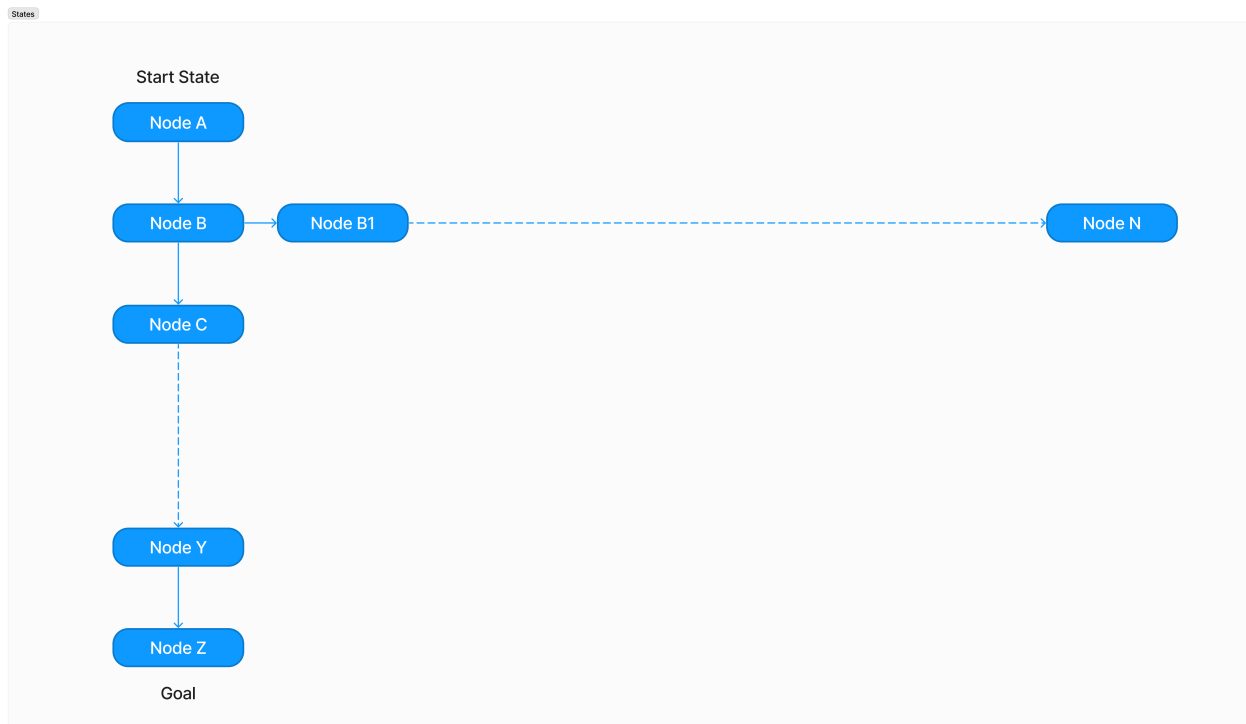 States
Start State
Node A
Node B
Node B1
Node N
Node C
Node Y
Node Z
Goal